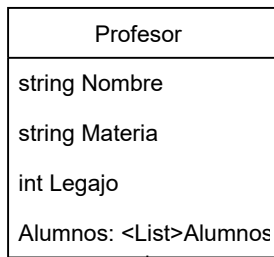 Profesor
string Nombre
string Materia
int Legajo
Alumnos: <List>Alumnos